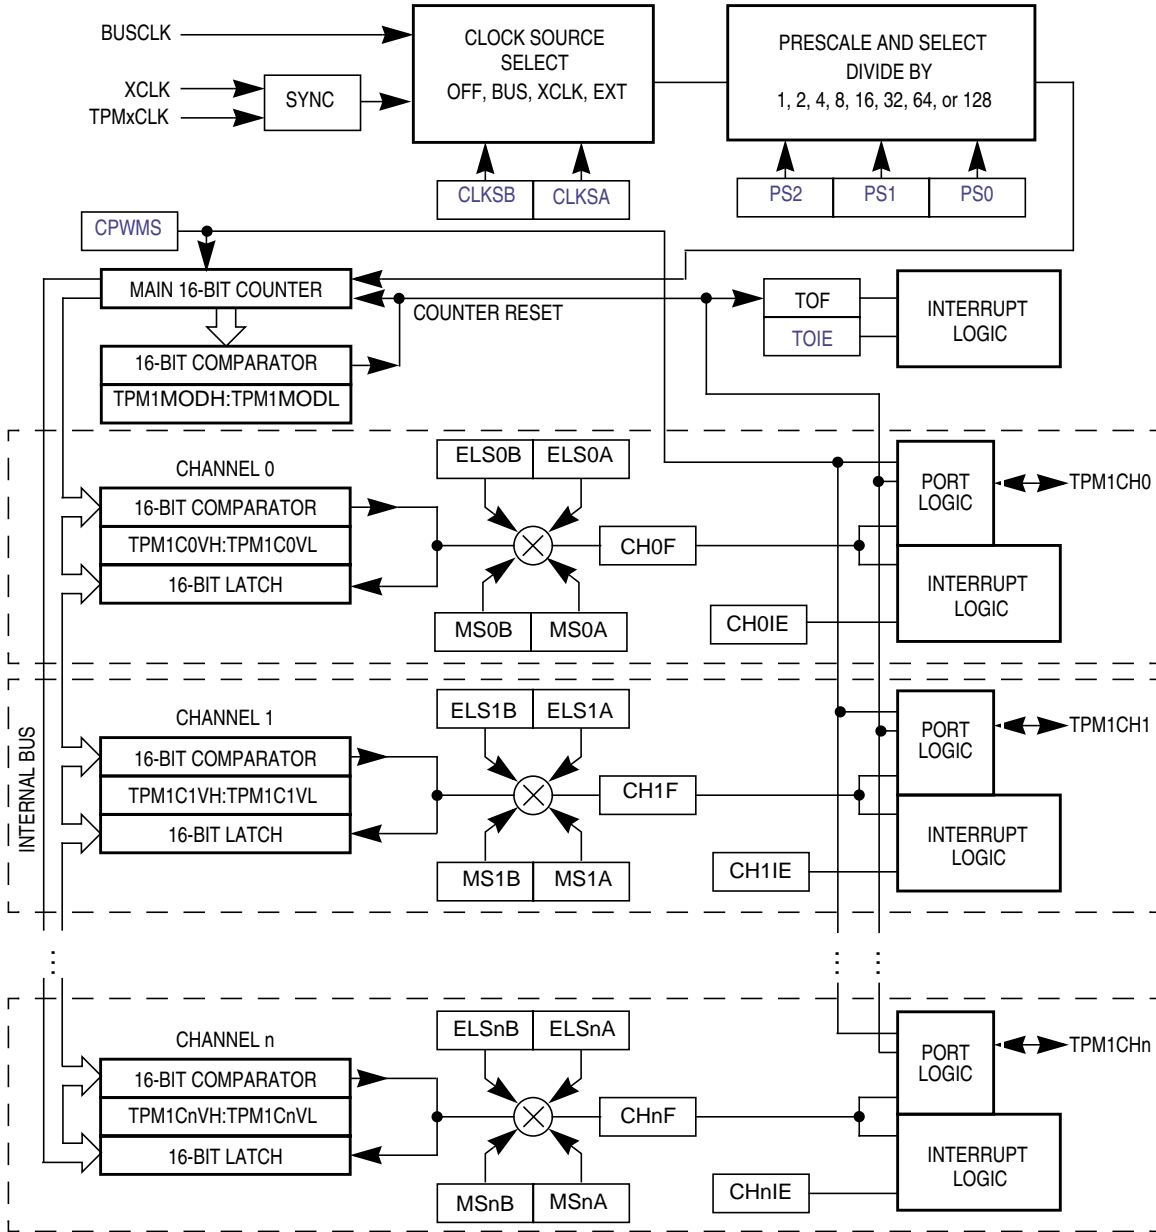 BUSCLK
XCLK
TPMxCLK
SYNC
CLOCK SOURCE
SELECT
OFF, BUS, XCLK, EXT
PRESCALE AND SELECT
DIVIDE BY
1, 2, 4, 8, 16, 32, 64, or 128
CLKSB
CLKSA
PS2
PS1
PS0
CPWMS
MAIN 16-BIT COUNTER
COUNTER RESET
TOF
TOIE
INTERRUPT
LOGIC
16-BIT COMPARATOR
TPM1MODH:TPM1MODL
INTERNAL BUS
CHANNEL 0
16-BIT COMPARATOR
TPM1C0VH:TPM1C0VL
16-BIT LATCH
ELS0B
ELS0A
MS0B
MS0A
CH0F
CH0IE
PORT
LOGIC
INTERRUPT
LOGIC
TPM1CH0
CHANNEL 1
16-BIT COMPARATOR
TPM1C1VH:TPM1C1VL
16-BIT LATCH
ELS1B
ELS1A
MS1B
MS1A
CH1F
CH1IE
PORT
LOGIC
INTERRUPT
LOGIC
TPM1CH1
...
...
...
CHANNEL n
16-BIT COMPARATOR
TPM1CnVH:TPM1CnVL
16-BIT LATCH
ELSnB
ELSnA
MSnB
MSnA
CHnF
CHnIE
PORT
LOGIC
INTERRUPT
LOGIC
TPM1CHn